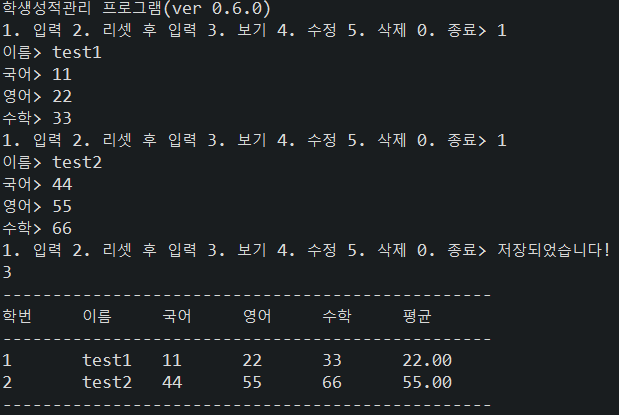 학생성적관리 프로그램(ver 0.6.0)
1. 입력 2. 리셋 후 입력 3. 보기 4. 수정 5. 삭제 0. 종료> 1
이름> test1
국어> 11
영어> 22
수학> 33
1. 입력 2. 리셋 후 입력 3. 보기 4. 수정 5. 삭제 0. 종료> 1
이름> test2
국어> 44
영어> 55
수학> 66
1. 입력 2. 리셋 후 입력 3. 보기 4. 수정 5. 삭제 0. 종료> 저장되었습니다!
3
-------------------------------------------------
학번 이름 국어 영어 수학 평균
-------------------------------------------------
1 test1 11 22 33 22.00
2 test2 44 55 66 55.00
-------------------------------------------------